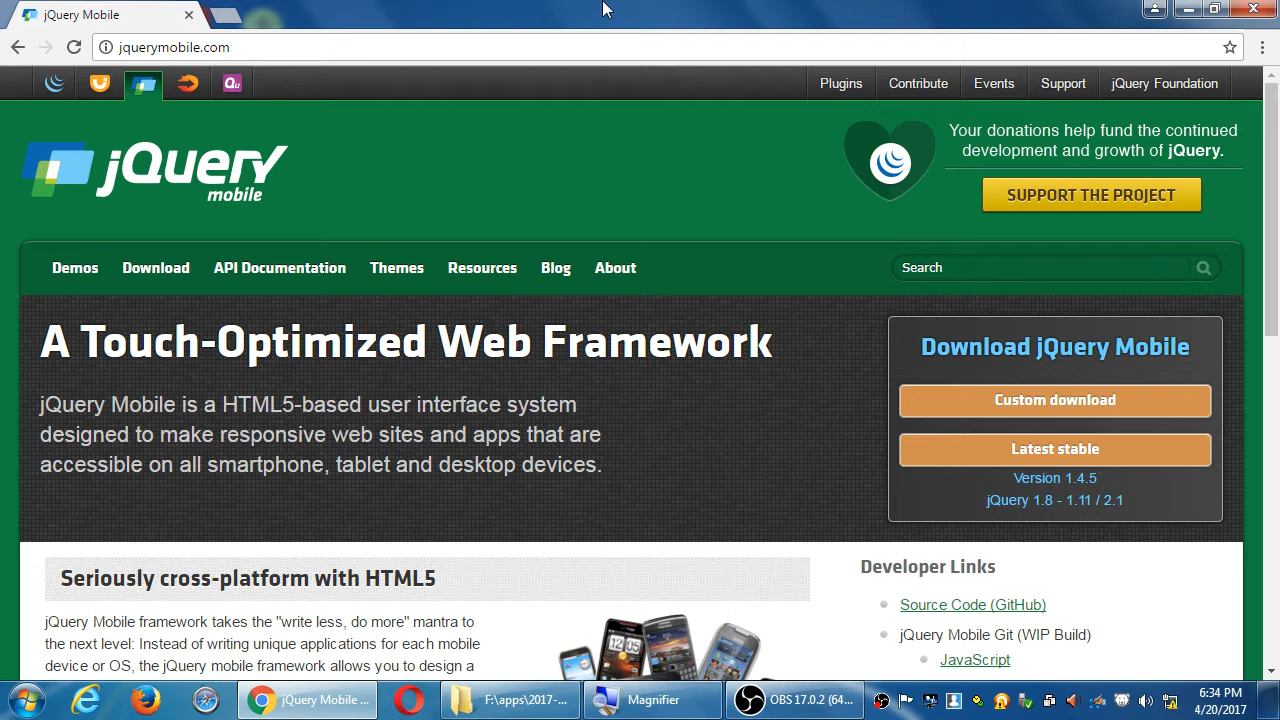 jQuery Mobile
jquerymobile.com
Qu
Plugins
Contribute
Events
Support
jQuery Foundation
jQuery
mobile
Your donations help fund the continued
development and growth of jQuery.
SUPPORT THE PROJECT
Demos
Download
API Documentation
Themes
Resources
Blog
About
Search
A Touch-Optimized Web Framework
jQuery Mobile is a HTML5-based user interface system
designed to make responsive web sites and apps that are
accessible on all smartphone, tablet and desktop devices.
Download jQuery Mobile
Custom download
Latest stable
Version 1.4.5
jQuery 1.8 - 1.11 / 2.1
Seriously cross-platform with HTML5
jQuery Mobile framework takes the "write less, do more" mantra to
the next level: Instead of writing unique applications for each mobile
device or OS, the jQuery mobile framework allows you to design a
12:05
Developer Links
Source Code (GitHub)
jQuery Mobile Git (WIP Build)
JavaScript
jQuery Mobile ...
F:\apps\2017-...
Magnifier
OBS 17.0.2 (64...
6:34 PM
4/20/2017